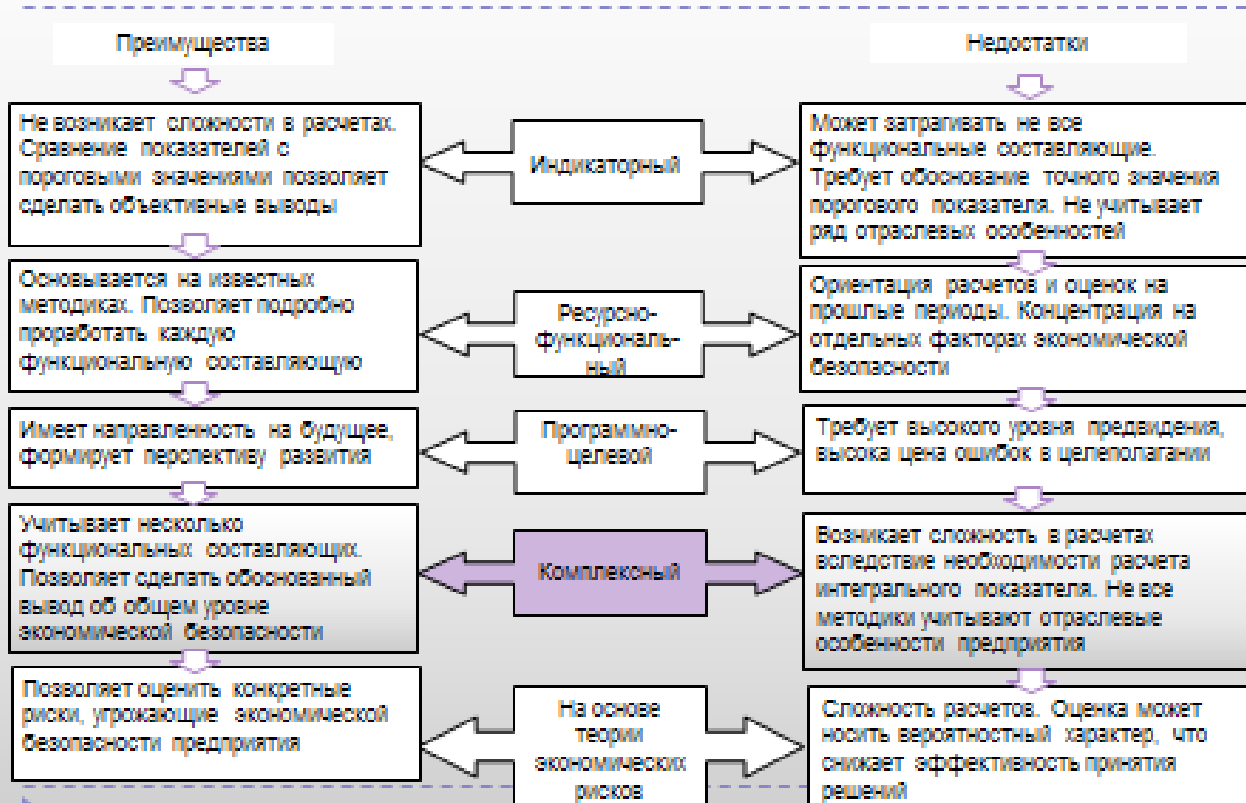 Преимущества
Недостатки
Не возникает сложности в расчетах.
Сравнение показателей с
пороговыми значениями позволяет
сделать объективные выводы
Индикаторный
Может затрагивать не все
функциональные составляющие.
Требует обоснование точного значения
порогового показателя. Не учитывает
ряд отраслевых особенностей
Основывается на известных
методиках. Позволяет подробно
проработать каждую
функциональную составляющую
Ресурсно-
функциональ-
ный
Ориентация расчетов и оценок на
прошлые периоды. Концентрация на
отдельных факторах экономической
безопасности
Имеет направленность на будущее,
формирует перспективу развития
Программно-
целевой
Требует высокого уровня предвидения,
высока цена ошибок в целеполагании
Учитывает несколько
функциональных составляющих.
Позволяет сделать обоснованный
вывод об общем уровне
экономической безопасности
Комплексный
Возникает сложность в расчетах
вследствие необходимости расчета
интегрального показателя. Не все
методики учитывают отраслевые
особенности предприятия
Позволяет оценить конкретные
риски, угрожающие экономической
безопасности предприятия
На основе
теории
экономических
рисков
Сложность расчетов. Оценка может
носить вероятностный характер, что
снижает эффективность принятия
решений